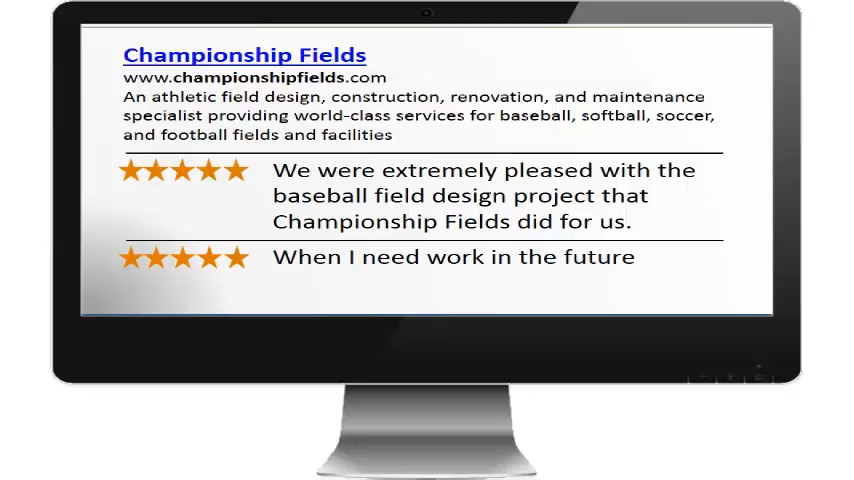 Championship Fields
www.championshipfields.com
An athletic field design, construction, renovation, and maintenance
specialist providing world-class services for baseball, softball, soccer,
and football fields and facilities
We were extremely pleased with the
baseball field design project that
Championship Fields did for us.
When I need work in the future